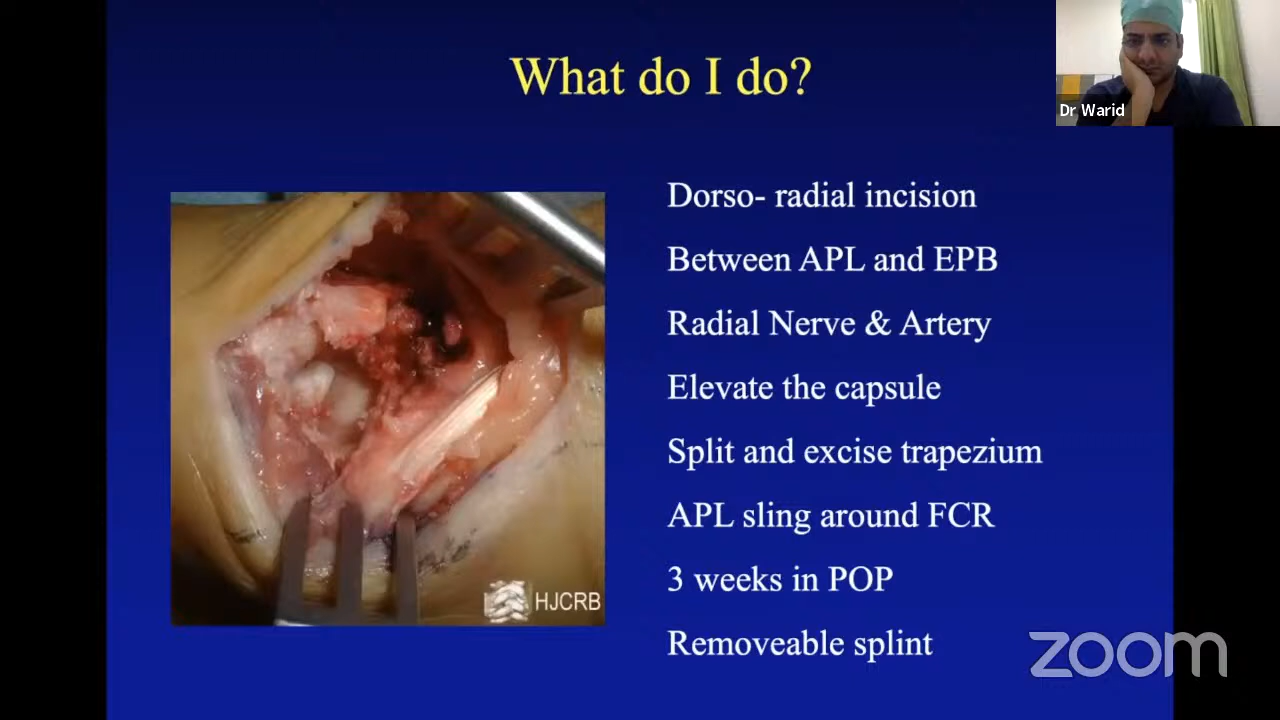 What do I do?
Dr Warid
Dorso- radial incision
Between APL and EPB
Radial Nerve & Artery
Elevate the capsule
Split and excise trapezium
APL sling around FCR
3 weeks in POP
Removeable splint
HJCRB
zoom